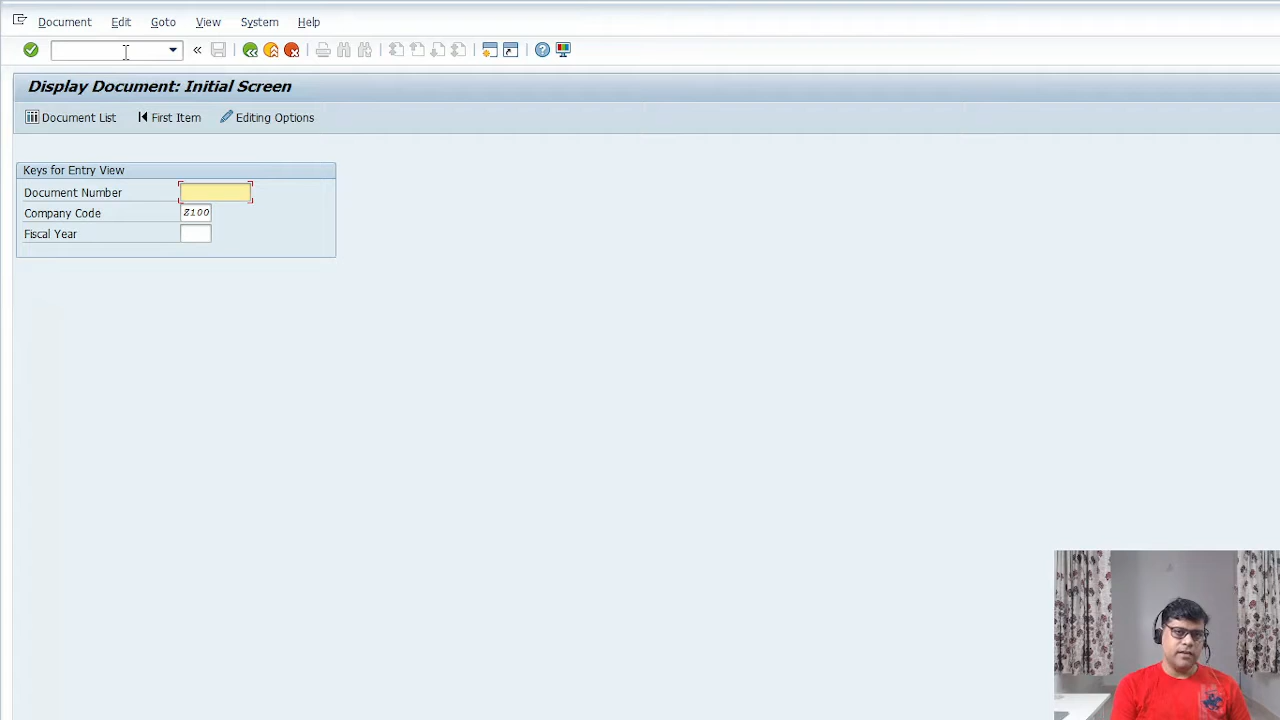 Document Edit Goto View System Help
«
Display Document: Initial Screen
Document List First Item Editing Options
Keys for Entry View
Document Number
Company Code Z100
Fiscal Year